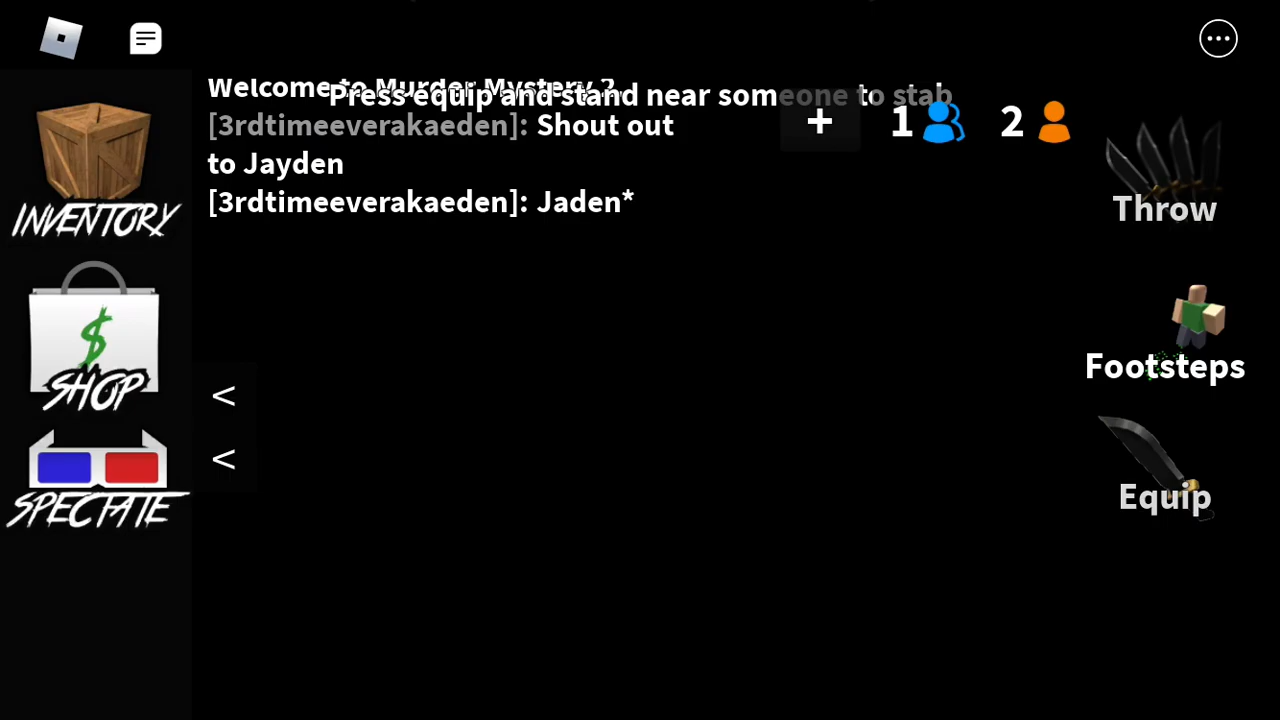 Welcome to Murder Mystery 2.
Press equip and stand near someone to stab
[3rdtimeeverakaeden]: Shout out
to Jayden
[3rdtimeeverakaeden]: Jaden*
+
1
2
INVENTORY
SHOP
SPECTATE
<
<
Throw
Footsteps
Equip